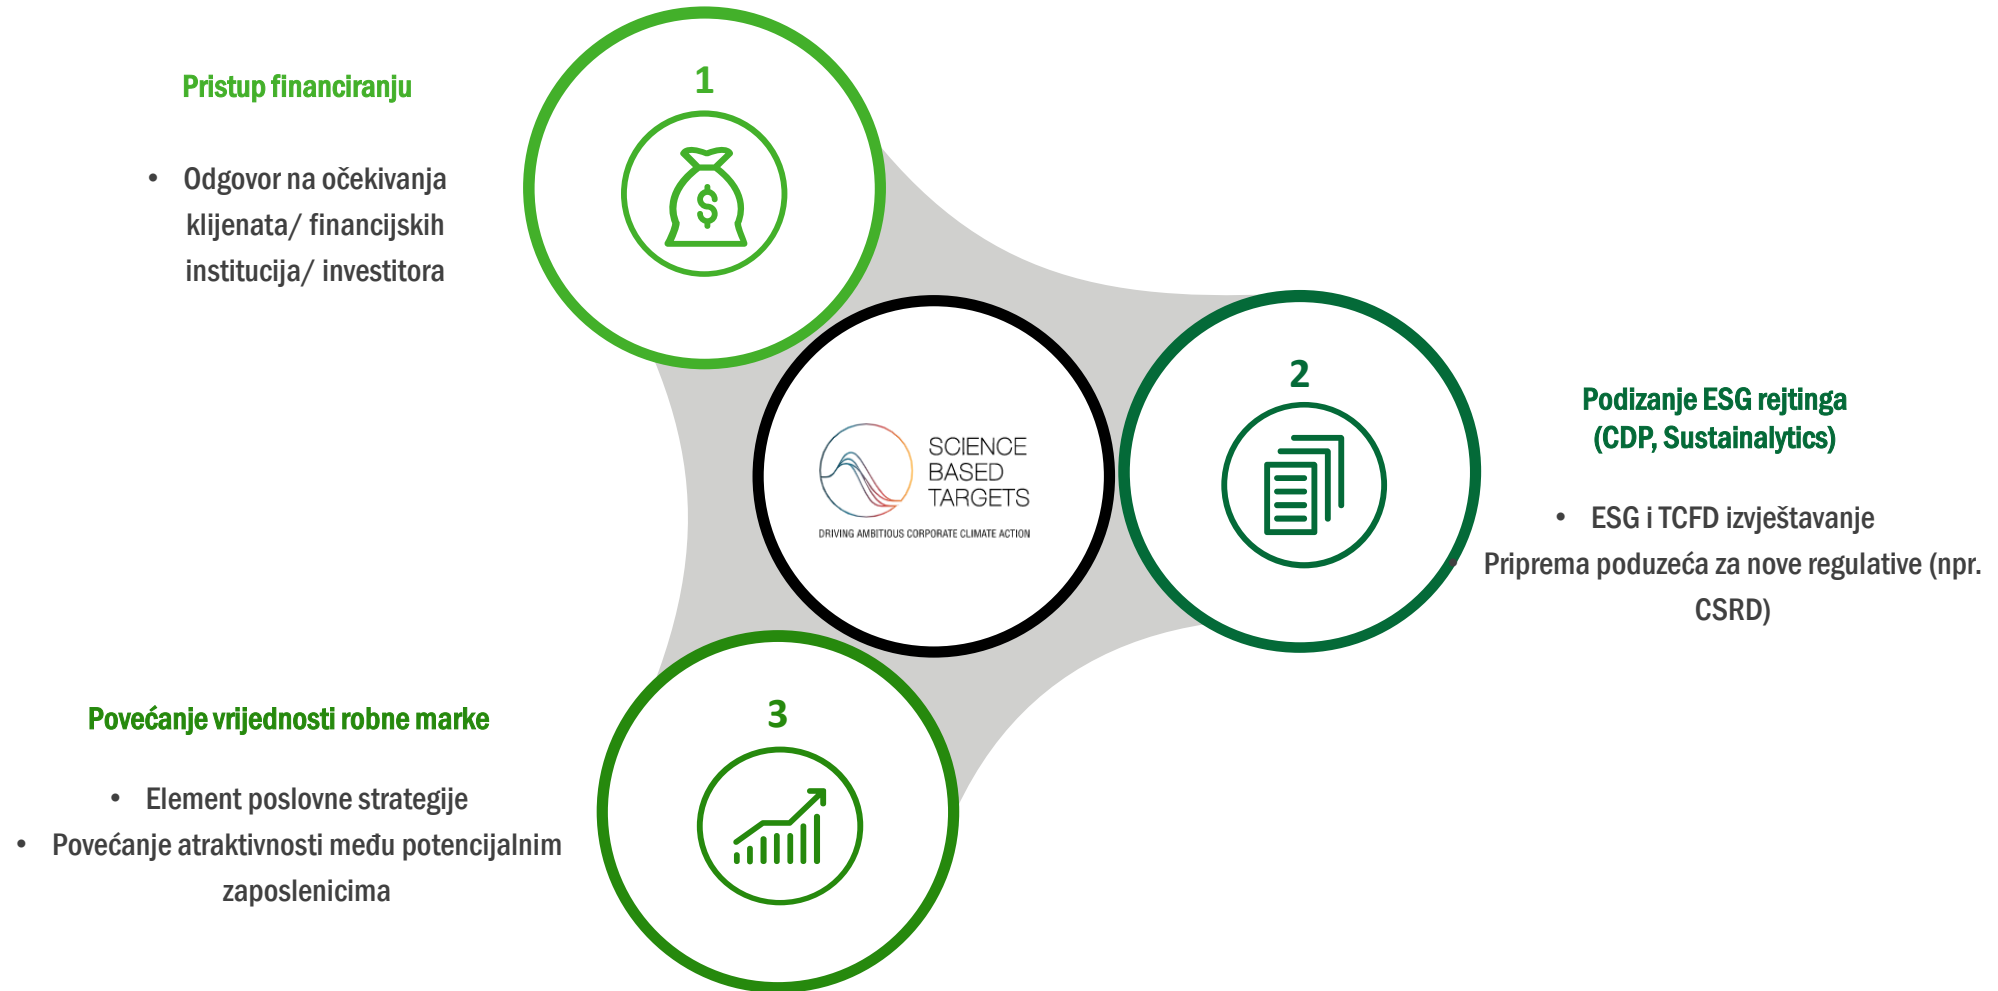 1
Pristup financiranju
• Odgovor na očekivanja
klijenata/ financijskih
institucija/ investitora
$
SCIENCE
BASED
TARGETS
DRIVING AMBITIOUS CORPORATE CLIMATE ACTION
2
Podizanje ESG rejtinga
(CDP, Sustainalytics)
• ESG i TCFD izvještavanje
• Priprema poduzeća za nove regulative (npr.
CSRD)
3
Povećanje vrijednosti robne marke
• Element poslovne strategije
• Povećanje atraktivnosti među potencijalnim
zaposlenicima